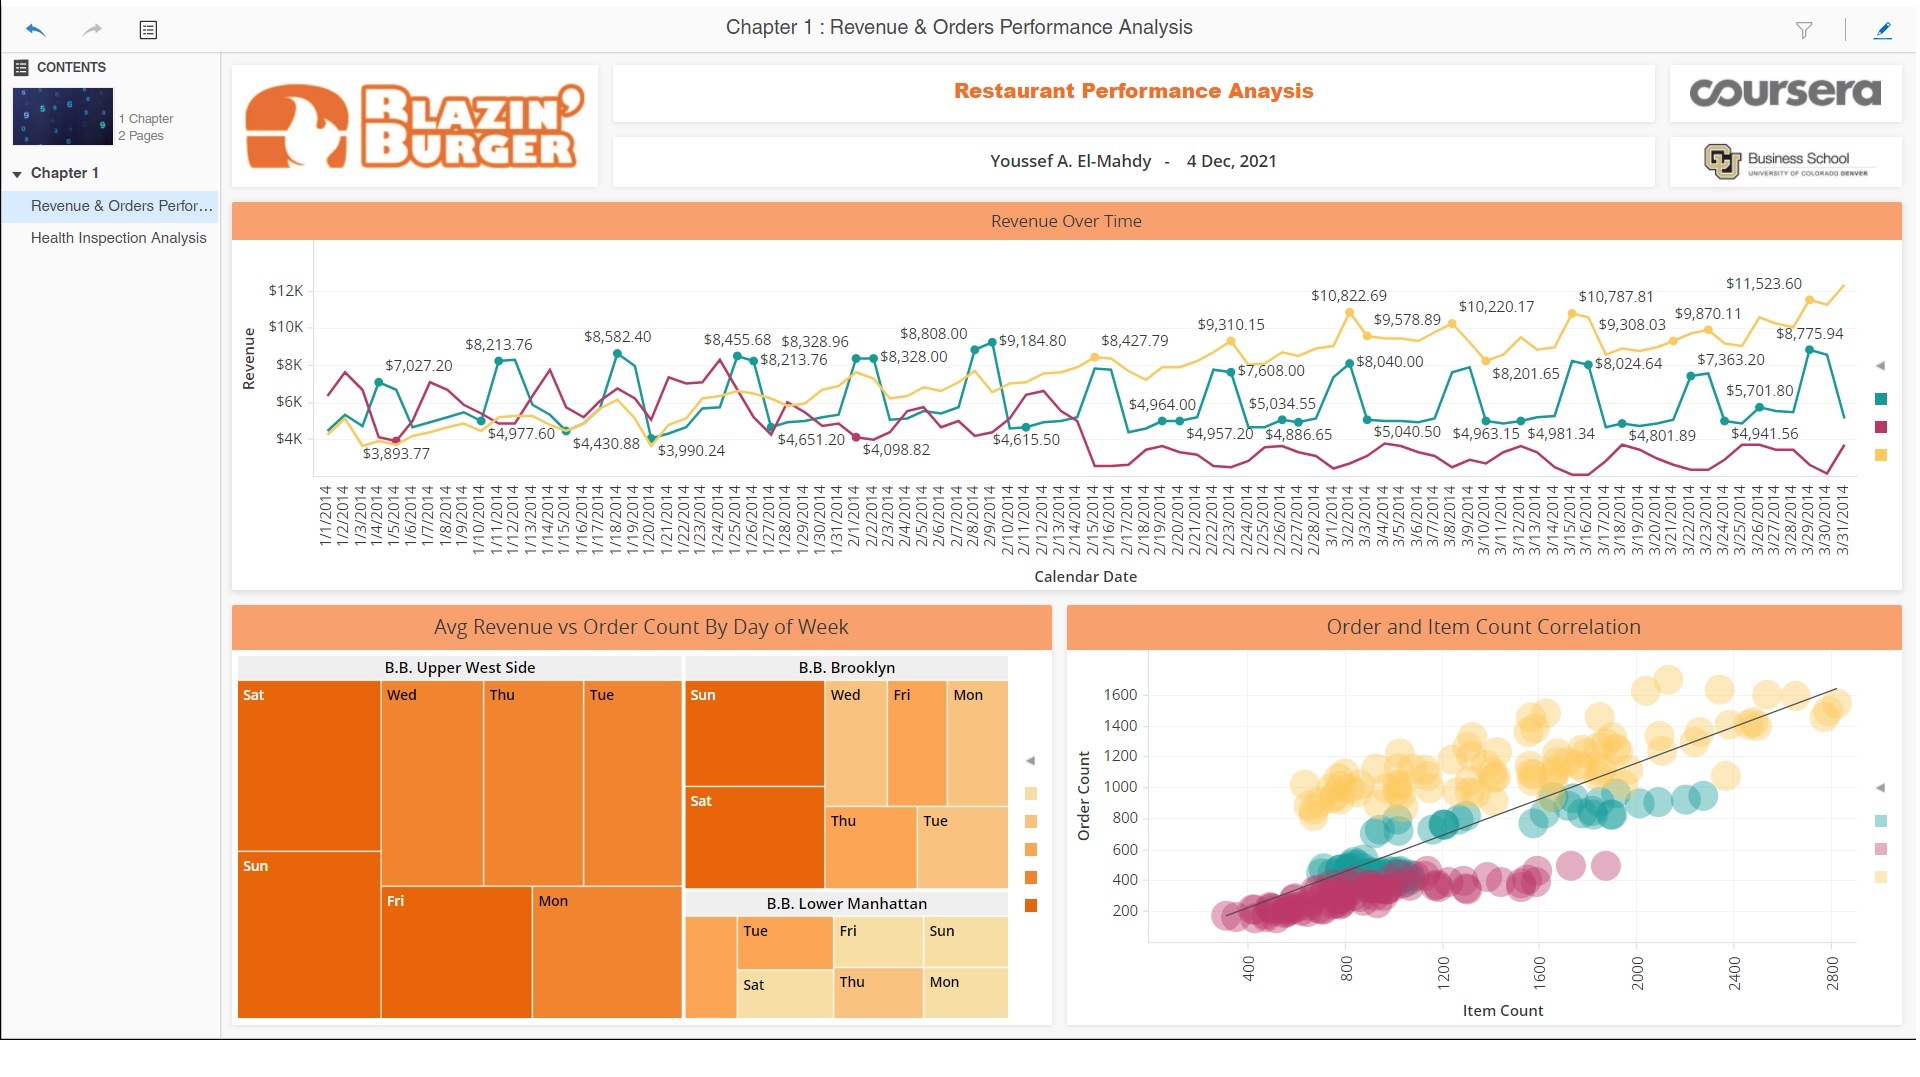 Chapter 1 : Revenue & Orders Performance Analysis
CONTENTS
1 Chapter
2 Pages
Chapter 1
Revenue & Orders Perfor...
Health Inspection Analysis
BLAZIN'
BURGER
Restaurant Performance Anaysis
Youssef A. El-Mahdy - 4 Dec, 2021
coursera
CU Business School
UNIVERSITY OF COLORADO DENVER
Revenue Over Time
Revenue
$12K
$10K
$8K
$6K
$4K
$3,893.77
$7,027.20
$8,213.76
$4,977.60
$8,582.40
$4,430.88
$3,990.24
$8,455.68
$8,213.76
$8,328.96
$4,651.20
$8,328.00
$4,098.82
$8,808.00
$9,184.80
$4,615.50
$8,427.79
$4,964.00
$4,957.20
$9,310.15
$7,608.00
$5,034.55
$4,886.65
$10,822.69
$9,578.89
$8,040.00
$5,040.50
$10,220.17
$4,963.15
$8,201.65
$4,981.34
$10,787.81
$9,308.03
$8,024.64
$4,801.89
$9,870.11
$7,363.20
$5,701.80
$4,941.56
$11,523.60
$8,775.94
1/1/2014
1/2/2014
1/3/2014
1/4/2014
1/5/2014
1/6/2014
1/7/2014
1/8/2014
1/9/2014
1/10/2014
1/11/2014
1/12/2014
1/13/2014
1/14/2014
1/15/2014
1/16/2014
1/17/2014
1/18/2014
1/19/2014
1/20/2014
1/21/2014
1/22/2014
1/23/2014
1/24/2014
1/25/2014
1/26/2014
1/27/2014
1/28/2014
1/29/2014
1/30/2014
1/31/2014
2/1/2014
2/2/2014
2/3/2014
2/4/2014
2/5/2014
2/6/2014
2/7/2014
2/8/2014
2/9/2014
2/10/2014
2/11/2014
2/12/2014
2/13/2014
2/14/2014
2/15/2014
2/16/2014
2/17/2014
2/18/2014
2/19/2014
2/20/2014
2/21/2014
2/22/2014
2/23/2014
2/24/2014
2/25/2014
2/26/2014
2/27/2014
2/28/2014
3/1/2014
3/2/2014
3/3/2014
3/4/2014
3/5/2014
3/6/2014
3/7/2014
3/8/2014
3/9/2014
3/10/2014
3/11/2014
3/12/2014
3/13/2014
3/14/2014
3/15/2014
3/16/2014
3/17/2014
3/18/2014
3/19/2014
3/20/2014
3/21/2014
3/22/2014
3/23/2014
3/24/2014
3/25/2014
3/26/2014
3/27/2014
3/28/2014
3/29/2014
3/30/2014
3/31/2014
Calendar Date
Avg Revenue vs Order Count By Day of Week
B.B. Upper West Side
Sat
Wed
Thu
Tue
Sun
Fri
Mon
B.B. Brooklyn
Sun
Wed
Fri
Mon
Sat
Thu
Tue
B.B. Lower Manhattan
Tue
Fri
Sun
Sat
Thu
Mon
Order and Item Count Correlation
Order Count
1600
1400
1200
1000
800
600
400
200
400
800
1200
1600
2000
2400
2800
Item Count